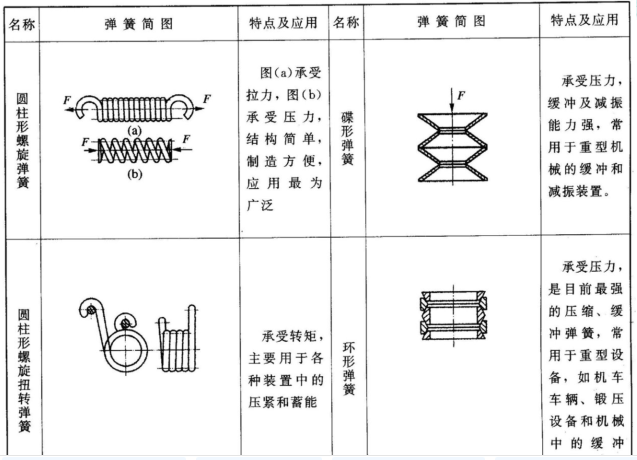 名称
弹簧简图
特点及应用
名称
弹簧简图
特点及应用
圆柱形螺旋弹簧
F
F
(a)
F
F
(b)
图(a)承受
拉力，图(b)
承受压力，
结构简单，
制造方便，
应用最为
广泛
碟形弹簧
F
承受压力，
缓冲及减振
能力强，常
用于重型机
械的缓冲和
减振装置。
圆柱形螺旋扭转弹簧
承受转矩，
主要用于各
种装置中的
压紧和蓄能
环形弹簧
承受压力，
是目前最强
的压缩、缓
冲弹簧，常
用于重型设
备，如机车
车辆、锻压
设备和机械
中的缓冲